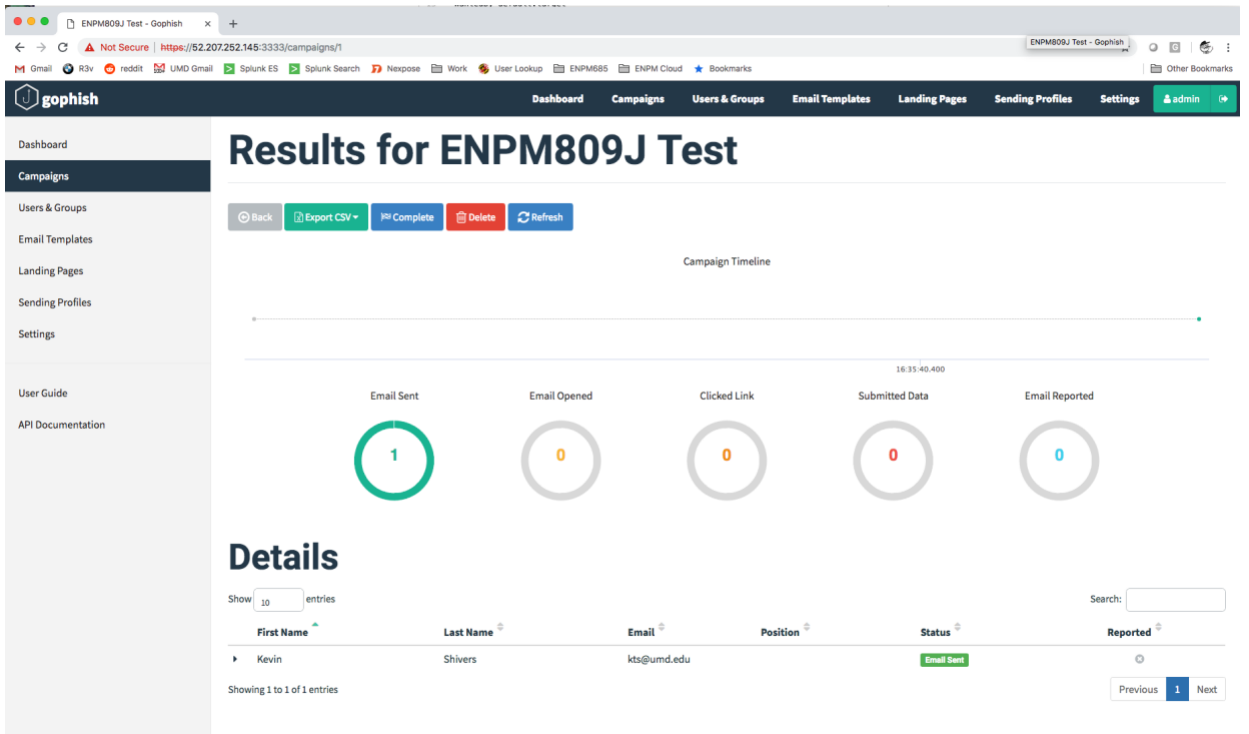 ENPM809J Test - Gophish × +
Not Secure | https://52.207.252.145:3333/campaigns/1
ENPM809J Test - Gophish
Gmail R3v reddit UMD Gmail Splunk ES Splunk Search Nexpose Work User Lookup ENPM685 ENPM Cloud Bookmarks Other Bookmarks
gophish Dashboard Campaigns Users & Groups Email Templates Landing Pages Sending Profiles Settings admin
Dashboard
Campaigns
Users & Groups
Email Templates
Landing Pages
Sending Profiles
Settings
User Guide
API Documentation
Results for ENPM809J Test
Back Export CSV Complete Delete Refresh
Campaign Timeline
16:35:40.400
Email Sent Email Opened Clicked Link Submitted Data Email Reported
1 0 0 0 0
Details
Show 10 entries Search:
First Name Last Name Email Position Status Reported
Kevin Shivers kts@umd.edu Email Sent
Showing 1 to 1 of 1 entries Previous 1 Next